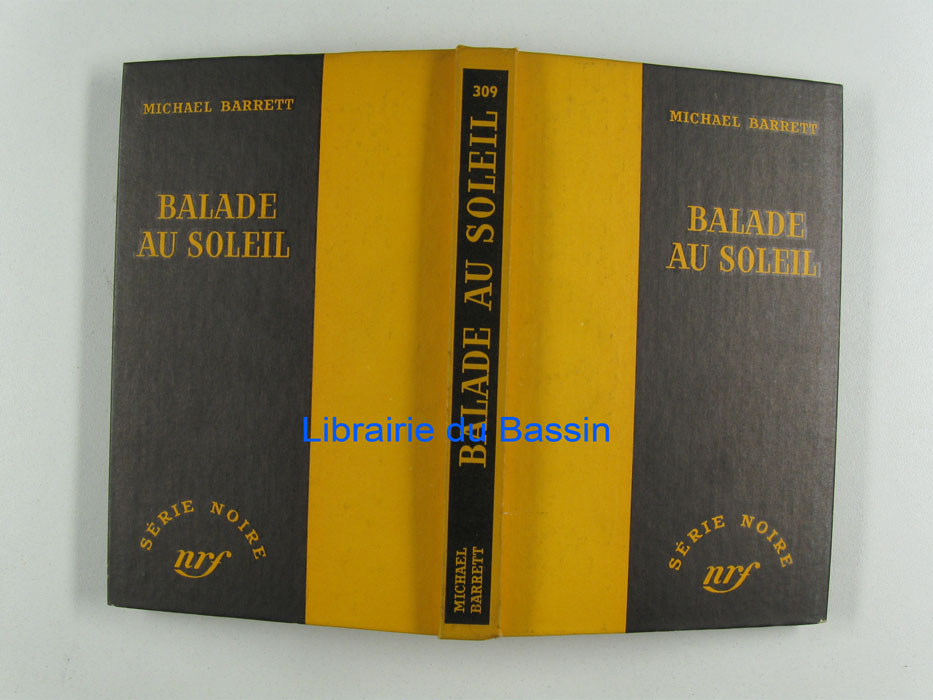 MICHAEL BARRETT
BALADE
AU SOLEIL
SÉRIE NOIRE
nrf
309
BALADE AU SOLEIL
MICHAEL
BARRETT
MICHAEL BARRETT
BALADE
AU SOLEIL
SÉRIE NOIRE
nrf
Librairie du Bassin